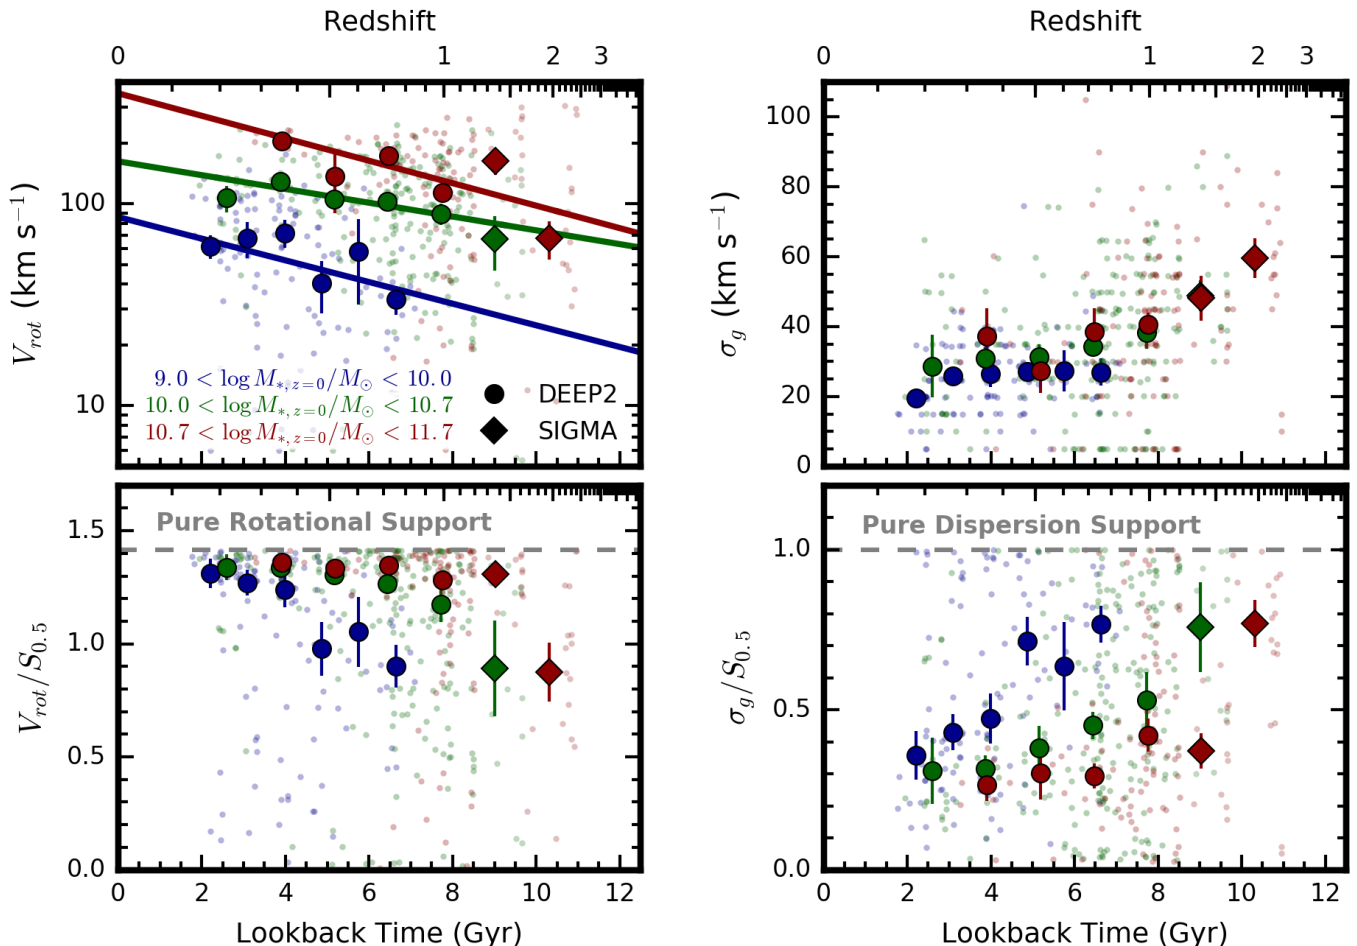 Redshift
0 1 2 3
100
10
V_rot (km s⁻¹)
9.0 < log M_{*,z=0}/M_⊙ < 10.0
10.0 < log M_{*,z=0}/M_⊙ < 10.7
10.7 < log M_{*,z=0}/M_⊙ < 11.7
DEEP2
SIGMA
Redshift
0 1 2 3
100
80
60
40
20
0
σ_g (km s⁻¹)
Pure Rotational Support
1.5
1.0
0.5
0.0
V_rot/S_0.5
0 2 4 6 8 10 12
Lookback Time (Gyr)
Pure Dispersion Support
1.0
0.5
0.0
σ_g/S_0.5
0 2 4 6 8 10 12
Lookback Time (Gyr)